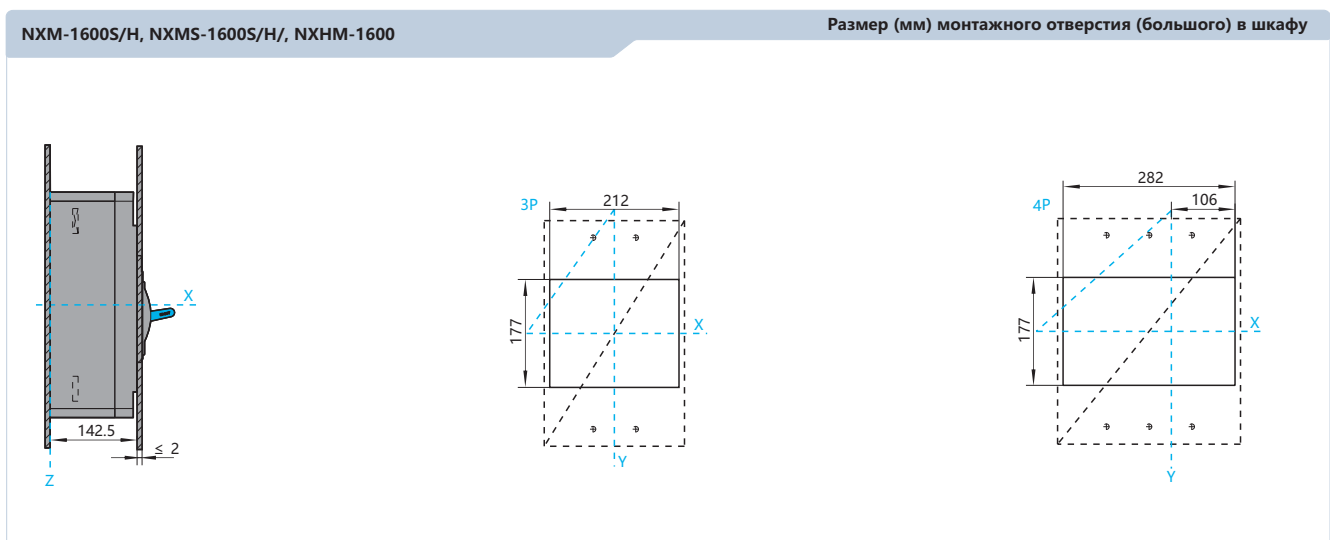 NXM-1600S/H, NXMS-1600S/H/, NXHM-1600
Размер (мм) монтажного отверстия (большого) в шкафу
X
142.5
≤ 2
Z
3P
212
177
X
Y
4P
282
106
177
X
Y